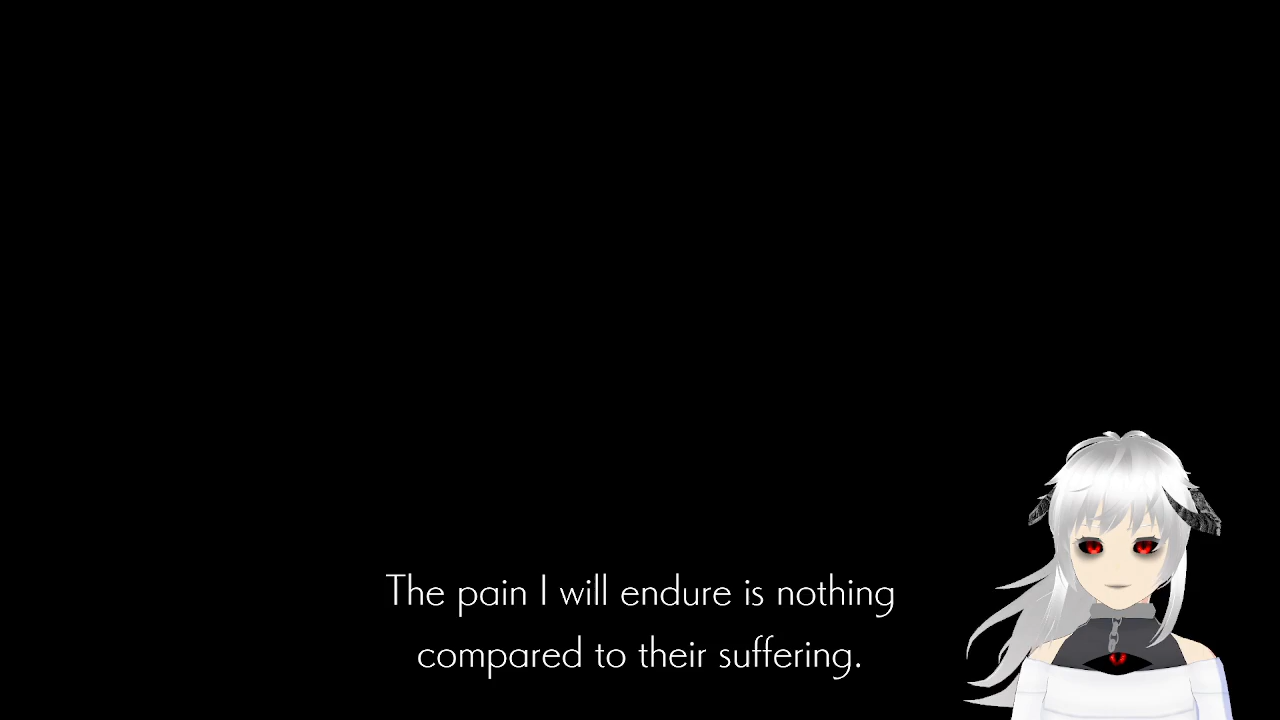 The pain I will endure is nothing
compared to their suffering.